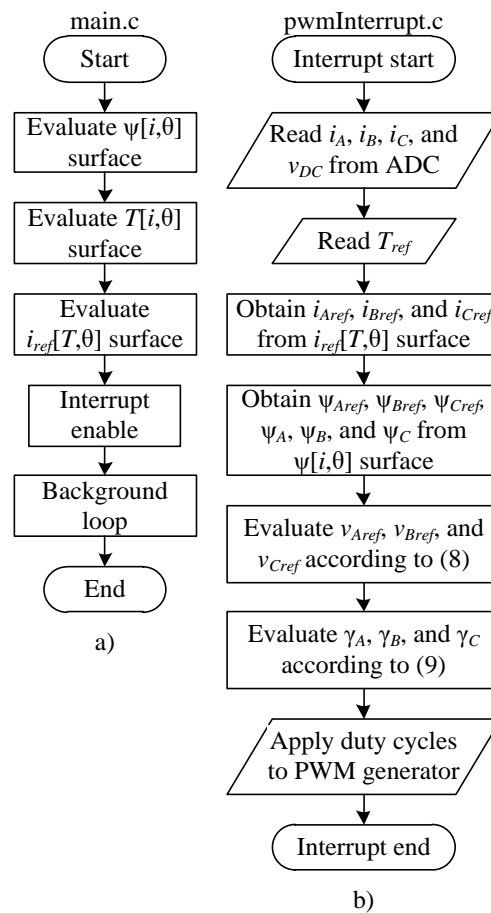 main.c
Start
Evaluate ψ[i,θ]
surface
Evaluate T[i,θ]
surface
Evaluate
iref[T,θ] surface
Interrupt
enable
Background
loop
End
a)
pwmInterrupt.c
Interrupt start
Read iA, iB, iC, and
vDC from ADC
Read Tref
Obtain iAref, iBref, and iCref
from iref[T,θ] surface
Obtain ψAref, ψBref, ψCref,
ψA, ψB, and ψC from
ψ[i,θ] surface
Evaluate vAref, vBref, and
vCref according to (8)
Evaluate γA, γB, and γC
according to (9)
Apply duty cycles
to PWM generator
Interrupt end
b)